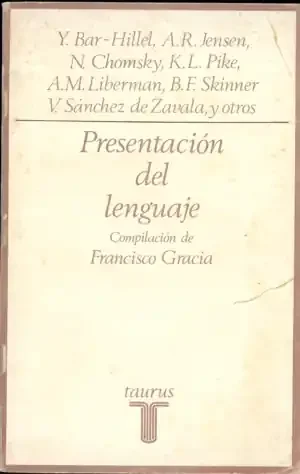 Y. Bar-Hillel, A.R. Jensen,
N. Chomsky, K.L. Pike,
A.M. Liberman, B.F. Skinner
V. Sánchez de Zavala, y otros
Presentación
del
lenguaje
Compilación de
Francisco Gracia
taurus